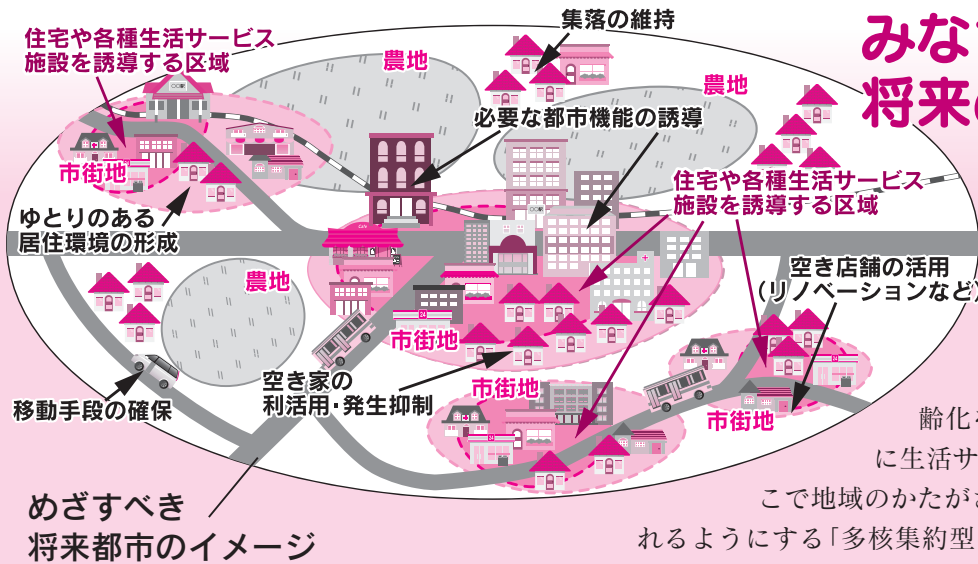 みな
将来
住宅や各種生活サービス
施設を誘導する区域
集落の維持
農地
農地
必要な都市機能の誘導
市街地
住宅や各種生活サービス
施設を誘導する区域
ゆとりのある
居住環境の形成
農地
空き店舗の活用
(リノベーションなど)
24
市街地
24
移動手段の確保
空き家の
利活用・発生抑制
市街地
24
市街地
齢化
に生活サ
めざすべき
将来都市のイメージ
こで地域のかたが
れるようにする「多核集約型